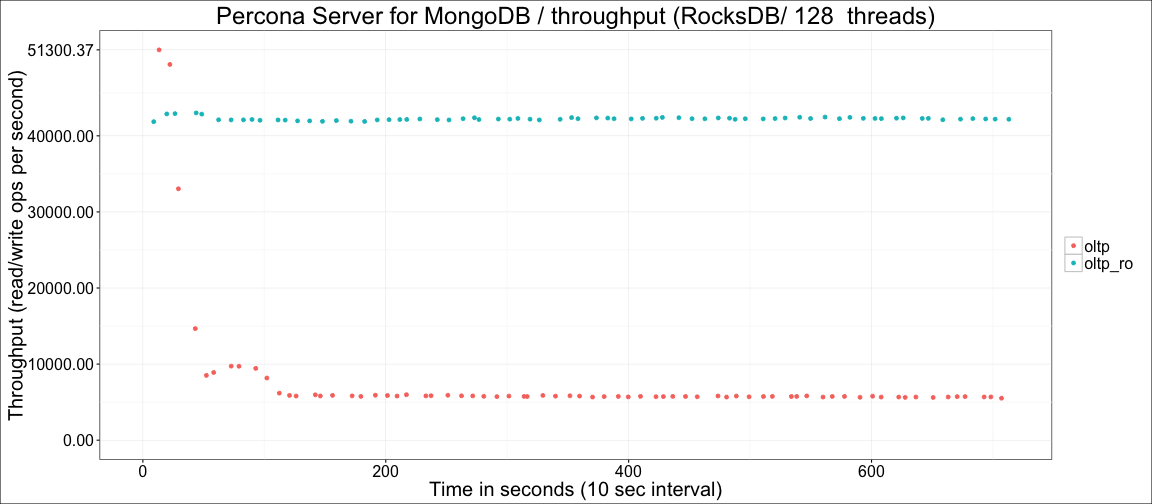 Percona Server for MongoDB / throughput (RocksDB/ 128  threads)
Throughput (read/write ops per second)
51300.37
40000.00
30000.00
20000.00
10000.00
0.00
0 200 400 600
Time in seconds (10 sec interval)
oltp
oltp_ro